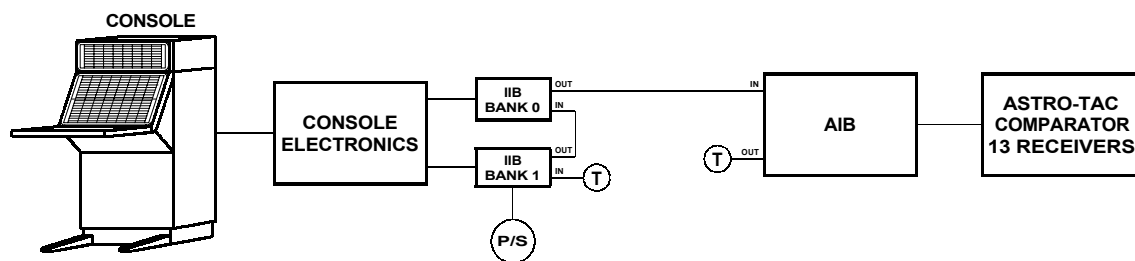 CONSOLE
CONSOLE
ELECTRONICS
IIB
BANK 0
OUT
IN
IIB
BANK 1
OUT
IN
T
P/S
IN
AIB
OUT
T
ASTRO-TAC
COMPARATOR
13 RECEIVERS